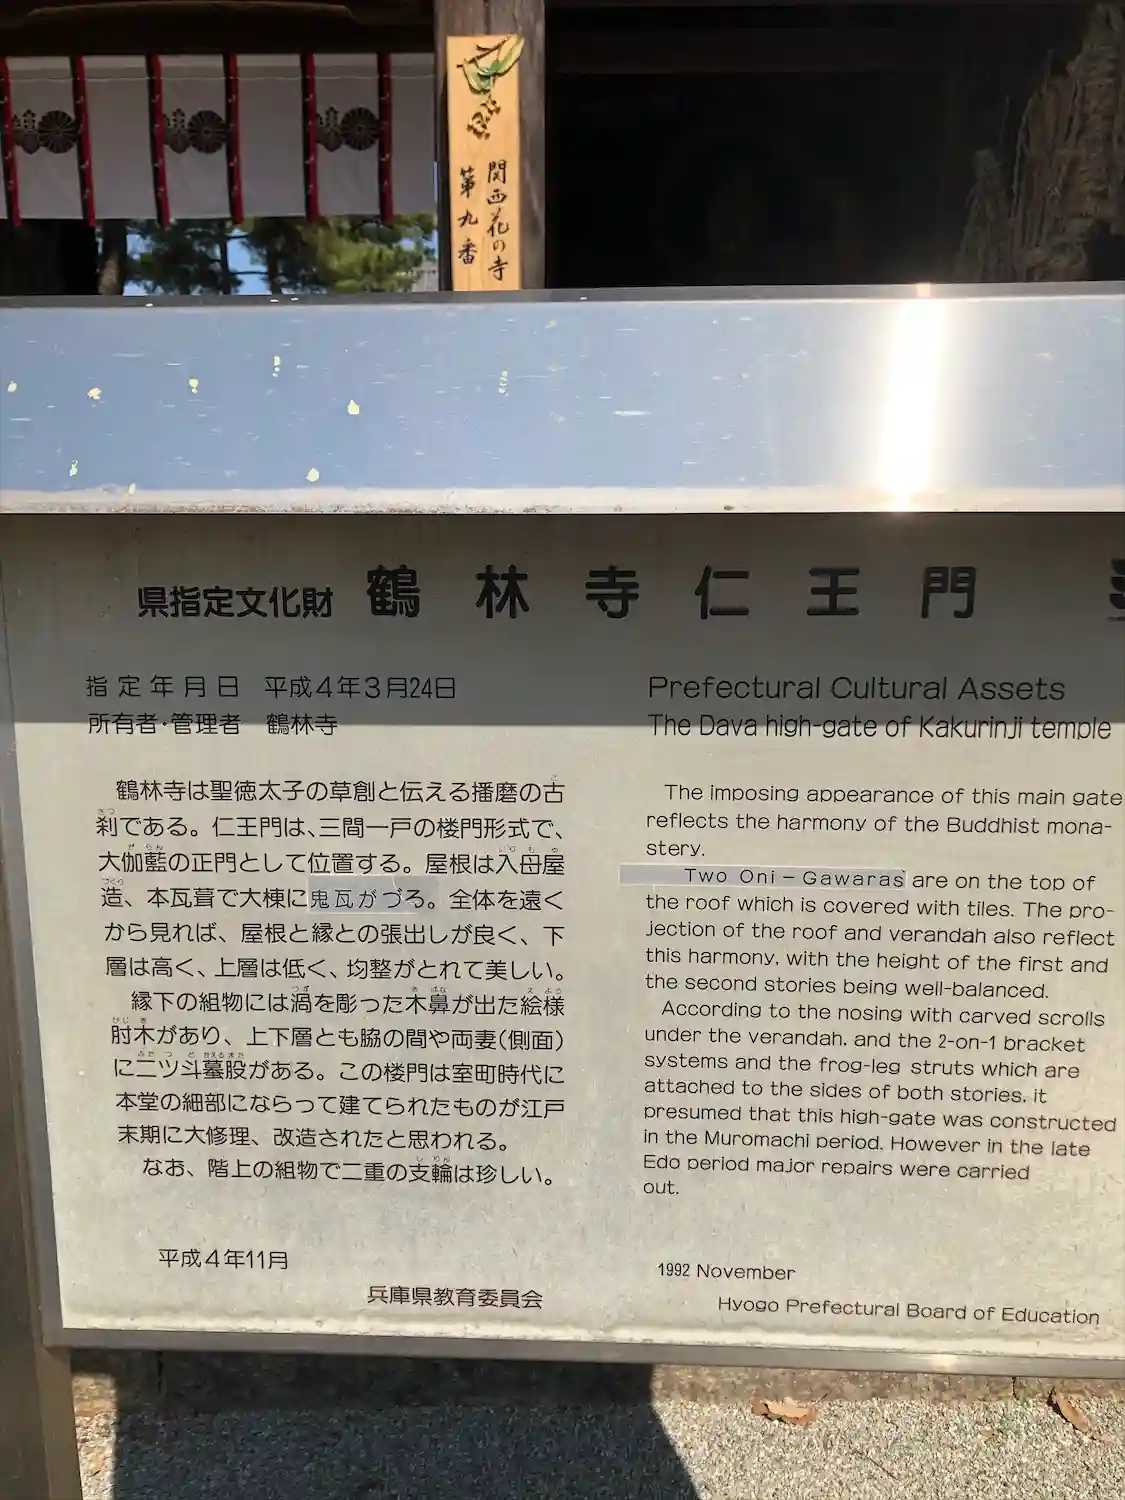 関西花の寺
第九番
県指定文化財 鶴林寺仁王門
指定年月日 平成4年3月24日
所有者・管理者 鶴林寺
鶴林寺は聖徳太子の草創と伝える播磨の古
刹である。仁王門は、三間一戸の楼門形式で、
大伽藍の正門として位置する。屋根は入母屋
造、本瓦葺で大棟に鬼瓦がづろ。全体を遠く
から見れば、屋根と縁との張出しが良く、下
層は高く、上層は低く、均整がとれて美しい。
縁下の組物には渦を彫った木鼻が出た絵様
肘木があり、上下層とも脇の間や両妻(側面)
に二ツ斗蟇股がある。この楼門は室町時代に
本堂の細部にならって建てられたものが江戸
末期に大修理、改造されたと思われる。
なお、階上の組物で二重の支輪は珍しい。
平成4年11月
兵庫県教育委員会
Prefectural Cultural Assets
The Dava high-gate of Kakurinji temple
The imposing appearance of this main gate
reflects the harmony of the Buddhist mona-
stery.
Two Oni-Gawaras are on the top of
the roof which is covered with tiles. The pro-
jection of the roof and verandah also reflect
this harmony, with the height of the first and
the second stories being well-balanced.
According to the nosing with carved scrolls
under the verandah, and the 2-on-1 bracket
systems and the frog-leg struts which are
attached to the sides of both stories, it
presumed that this high-gate was constructed
in the Muromachi period. However in the late
Edo period major repairs were carried
out.
1992 November
Hyogo Prefectural Board of Education